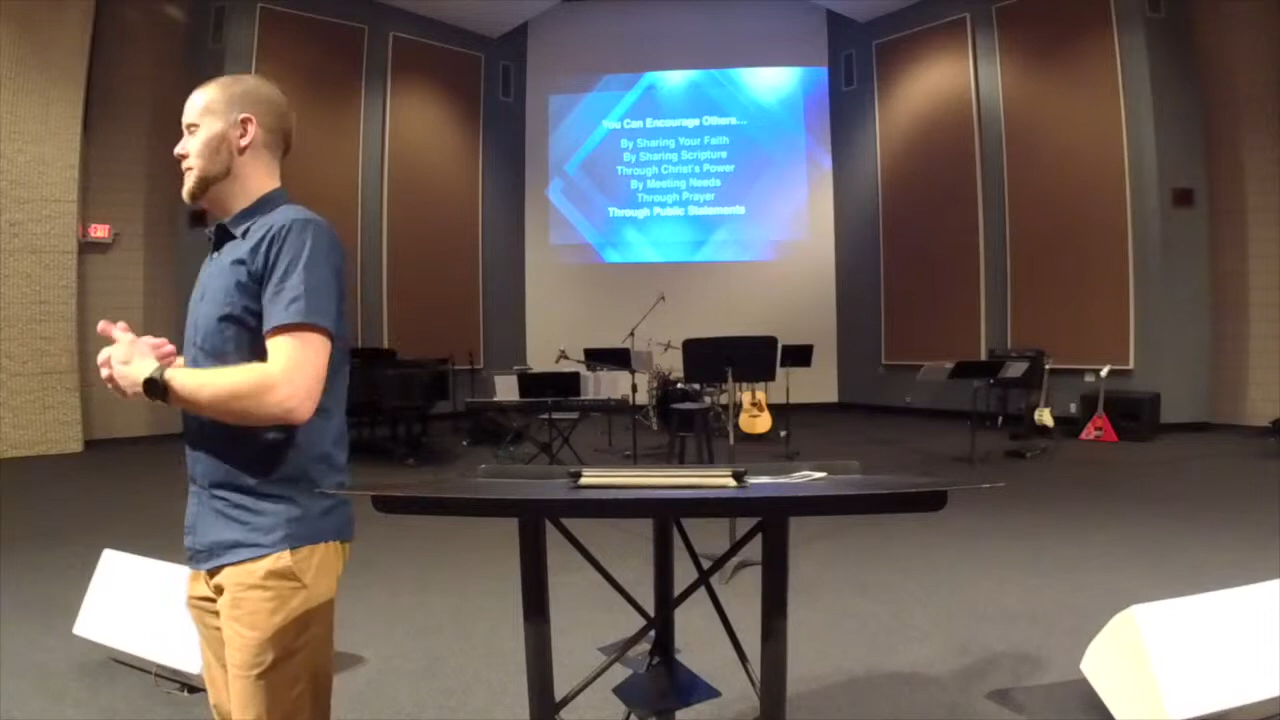 You Can Encourage Others...
By Sharing Your Faith
By Sharing Scripture
Through Christ's Power
By Meeting Needs
Through Prayer
Through Public Statements
EXIT